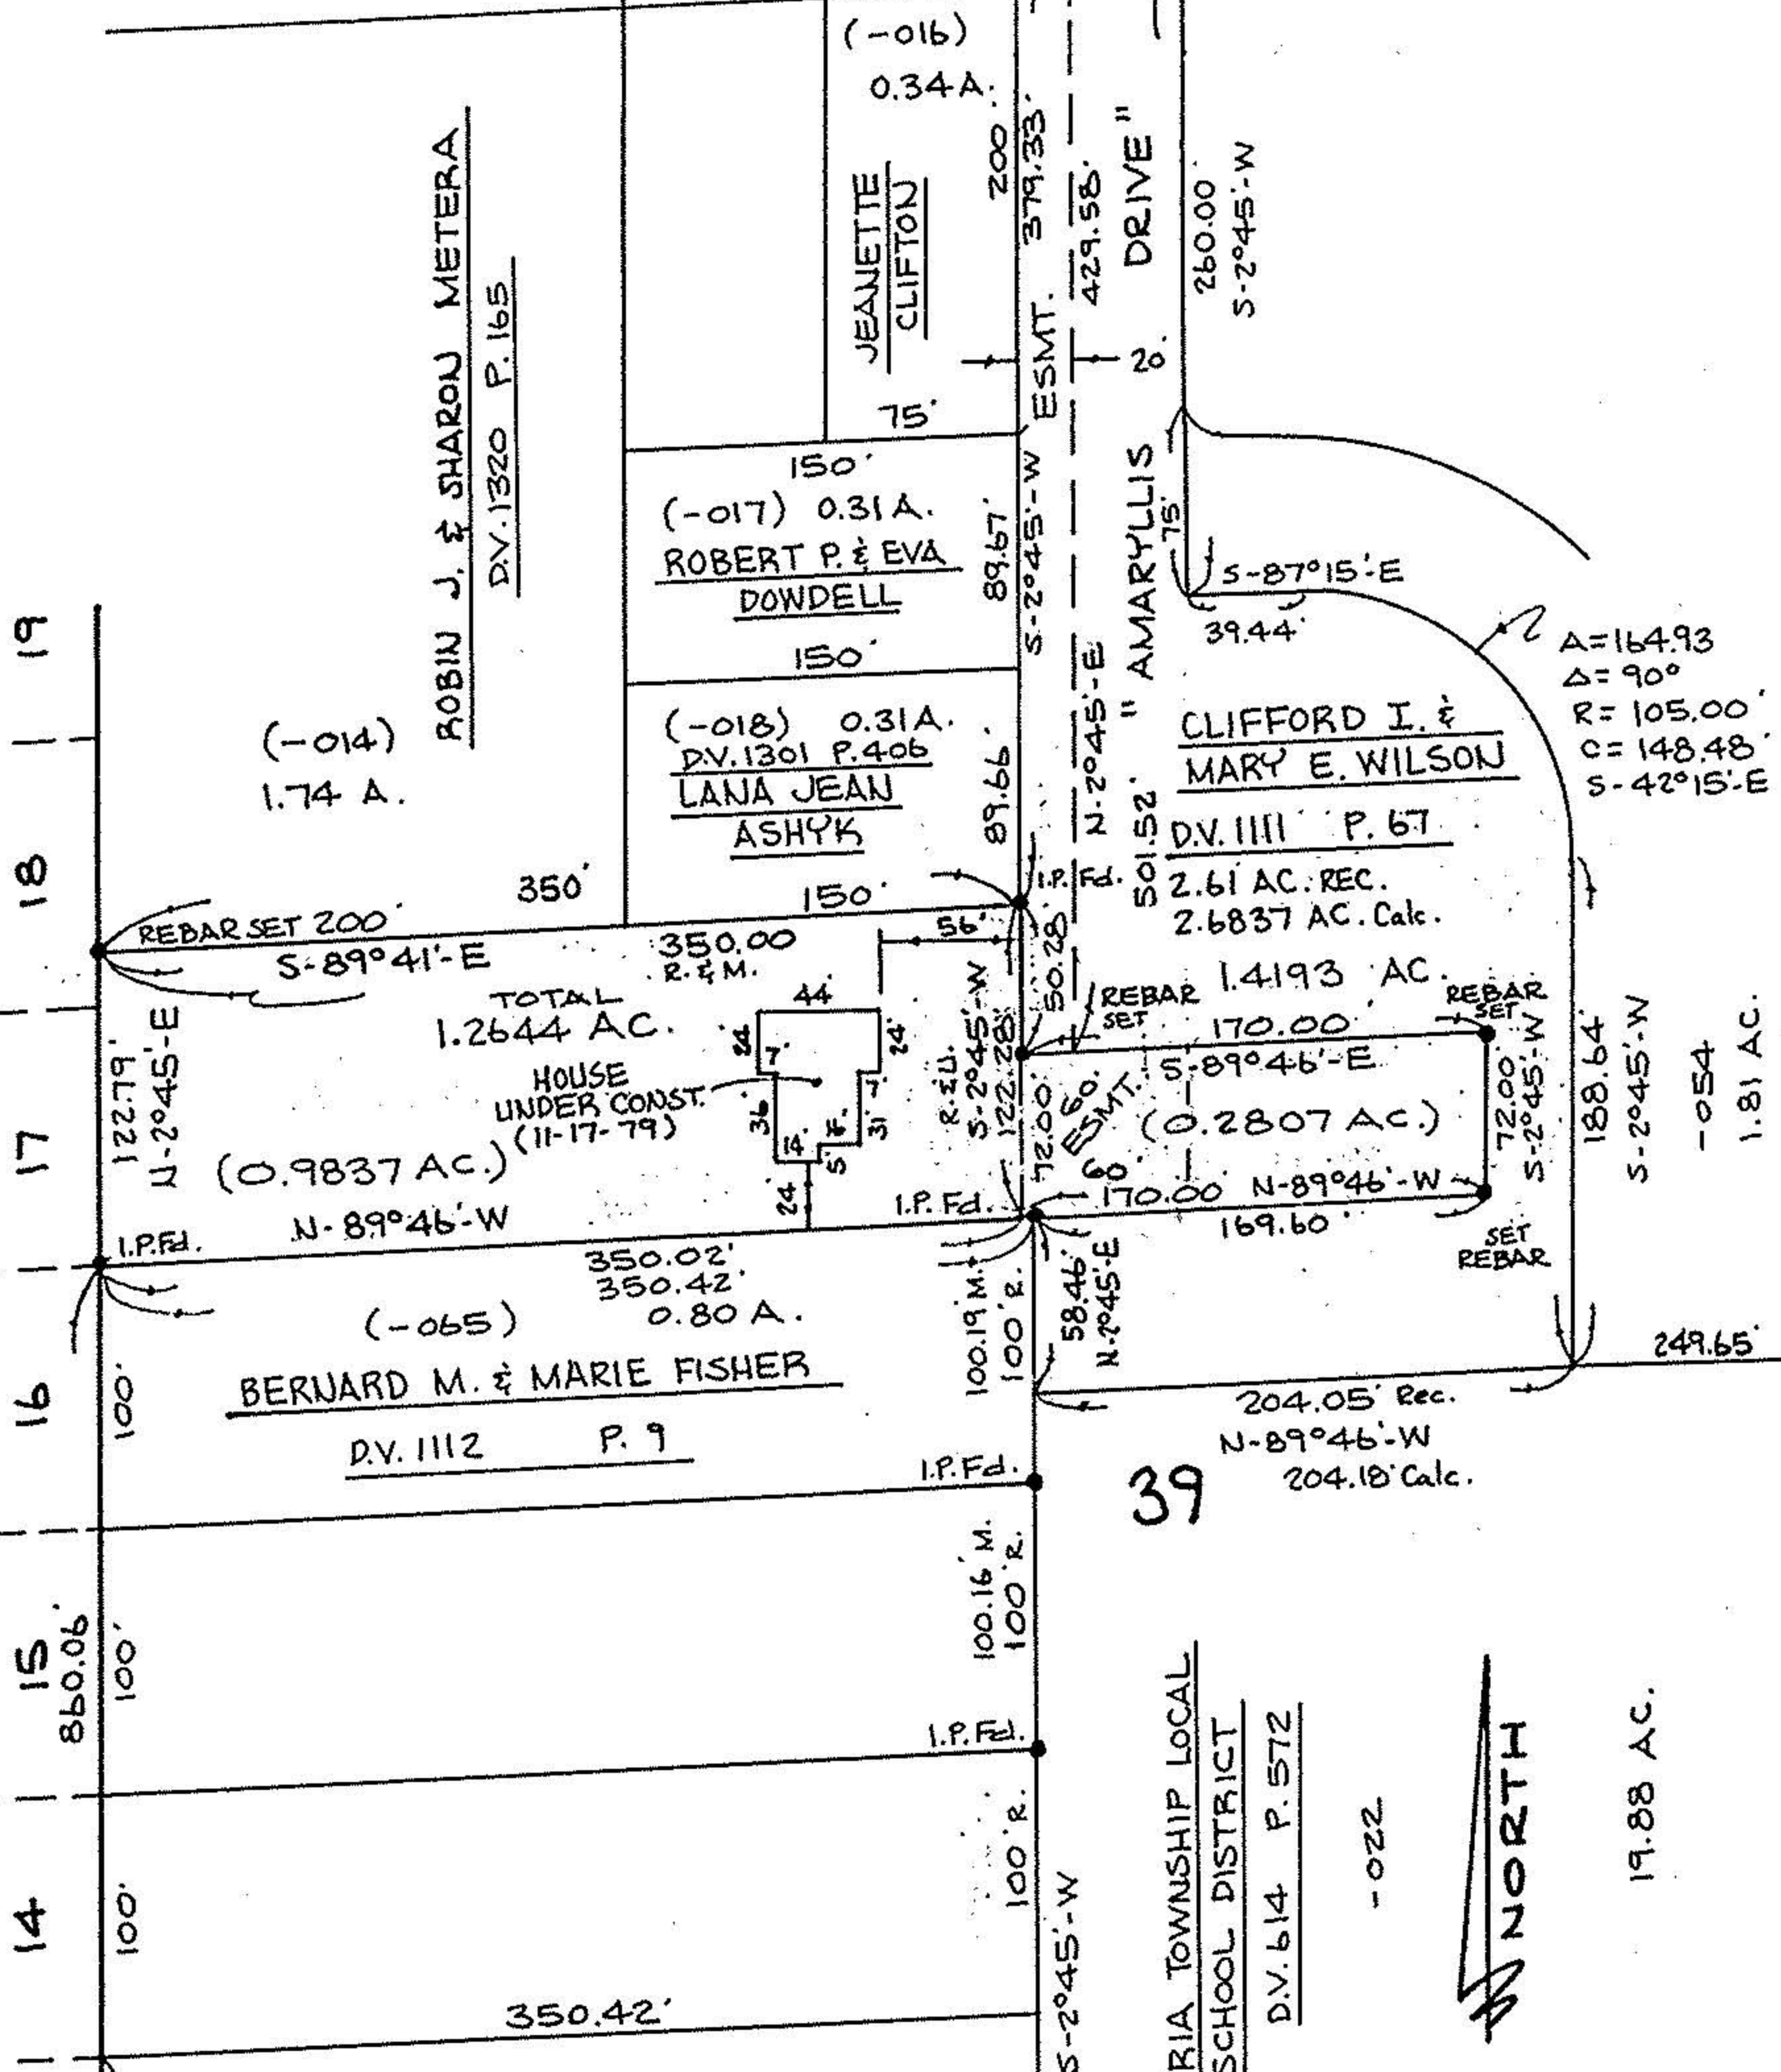 (-016)
0.34 A.
JEANETTE
CLIFTON
200'
379.33'
429.58'
ESMT.
20'
"AMARYLLIS DRIVE"
260.00'
S-2°45'-W
ROBIN J. & SHARON METERA
D.V. 1320 P. 165
75'
150'
(-017) 0.31 A.
ROBERT P. & EVA
DOWDELL
89.67'
S-2°45'-W
75'
S-87°15'-E
39.44'
A=164.93
Δ=90°
R=105.00'
C=148.48'
S-42°15'-E
150'
(-018) 0.31 A.
D.V. 1301 P. 406
LANA JEAN
ASHYK
89.66'
N-2°45'-E
501.52'
CLIFFORD I. &
MARY E. WILSON
D.V. 1111 P. 67
2.61 AC. REC.
2.6837 AC. Calc.
1.4193 AC.
19
18
17
16
15
14
(-014)
1.74 A.
350'
150'
I.P. Fd.
REBAR SET 200'
S-89°41'-E
350.00
R. & M.
56'
50.28
TOTAL
1.2644 AC.
44'
24
24'
7'
7'
HOUSE
UNDER CONST.
(11-17-79)
36'
14'
16'
31'
5'
24'
122.79'
N-2°45'-E
(0.9837 AC.)
N-89°46'-W
R. & U.
S-2°45'-W
122.28'
REBAR
SET
170.00'
S-89°46'-E
REBAR
SET
72.00'
60'
ESMT.
(0.2807 AC.)
72.00'
S-2°45'-W
60'
170.00' N-89°46'-W
169.60'
SET
REBAR
188.64'
S-2°45'-W
-054
1.81 AC.
I.P. Fd.
I.P. Fd.
350.02'
350.42'
(-065) 0.80 A.
BERNARD M. & MARIE FISHER
D.V. 1112 P. 9
100'
100.19' M.
100' R.
58.46'
N-2°45'-E
249.65'
204.05' Rec.
N-89°46'-W
204.18' Calc.
39
I.P. Fd.
860.06'
100'
100.16' M.
100' R.
I.P. Fd.
100'
100' R.
350.42'
S-2°45'-W
RIA TOWNSHIP LOCAL
SCHOOL DISTRICT
D.V. 614 P. 572
-022
NORTH
19.88 AC.